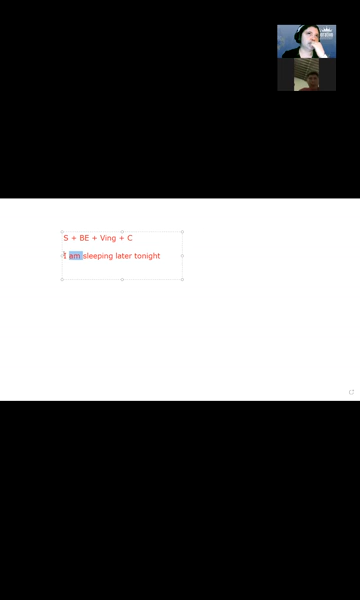 S + BE + Ving + C
I am sleeping later tonight